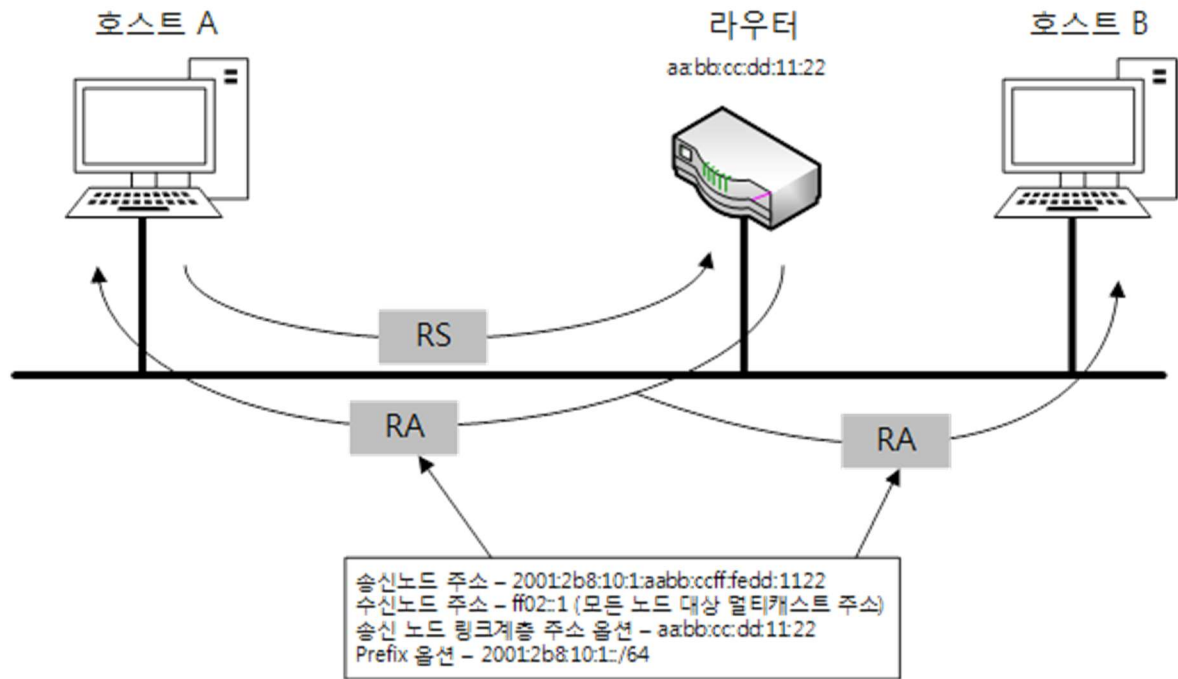 호스트 A
라우터
호스트 B
aa:bb:cc:dd:11:22
RS
RA
RA
송신노드 주소 – 2001:2b8:10:1:aabb:ccff:fedd:1122
수신노드 주소 – ff02::1 (모든 노드 대상 멀티캐스트 주소)
송신 노드 링크계층 주소 옵션 – aa:bb:cc:dd:11:22
Prefix 옵션 – 2001:2b8:10:1::/64